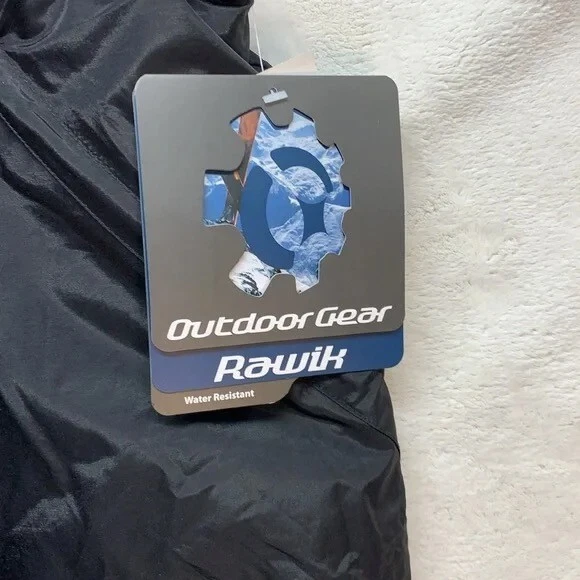 Outdoor Gear
Rawik
Water Resistant